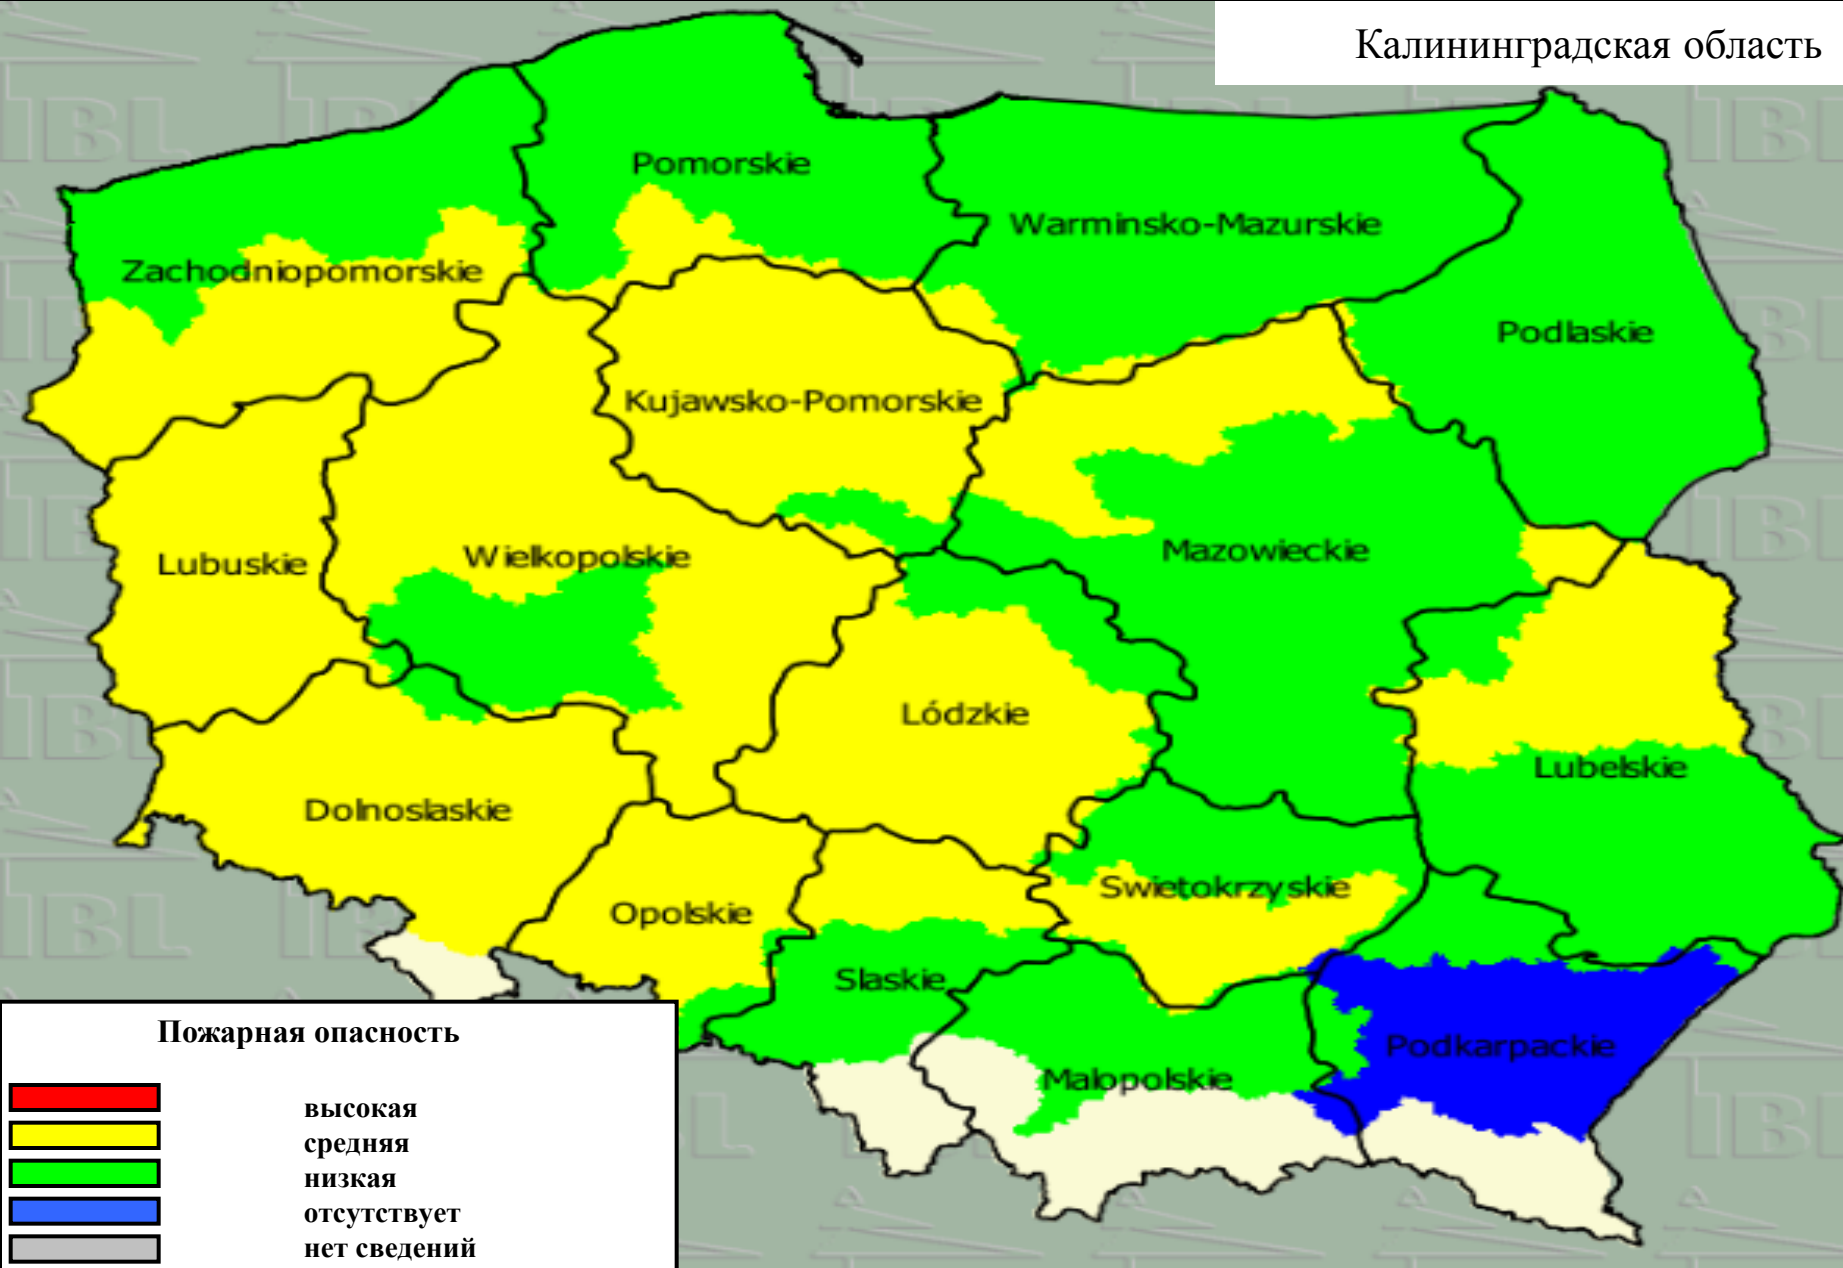 Калининградская область
Pomorskie
Warminsko-Mazurskie
Zachodniopomorskie
Podlaskie
Kujawsko-Pomorskie
Mazowieckie
Wielkopolskie
Lubuskie
Lódzkie
Lubelskie
Dolnoslaskie
Swietokrzyskie
Opolskie
Slaskie
Podkarpackie
Malopolskie
Пожарная опасность
высокая
средняя
низкая
отсутствует
нет сведений
IBL